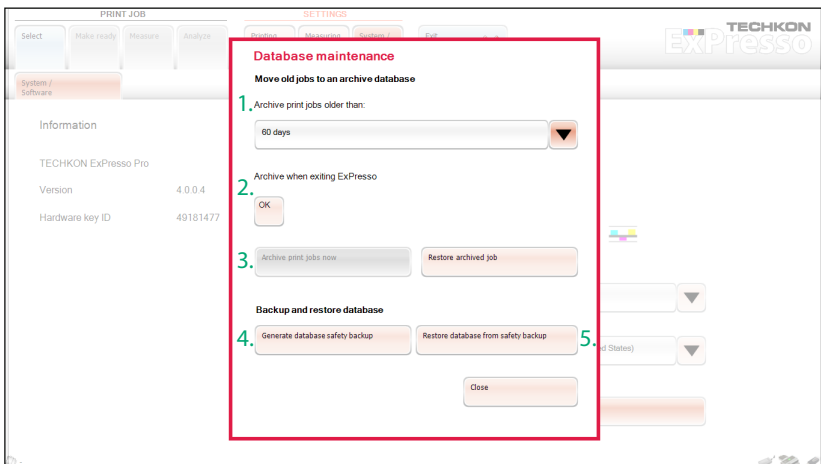 PRINT JOB
SETTINGS
Select
Make ready
Measure
Analyze
Printing
Measuring
System /
Exit
TECHKON
ExPresso
System /
Software
Database maintenance
Move old jobs to an archive database
1. Archive print jobs older than:
60 days
Information
TECHKON ExPresso Pro
Version 4.0.0.4
Hardware key ID 49181477
2. Archive when exiting ExPresso
OK
3. Archive print jobs now
Restore archived job
Backup and restore database
4. Generate database safety backup
Restore database from safety backup 5.
ed States)
Close